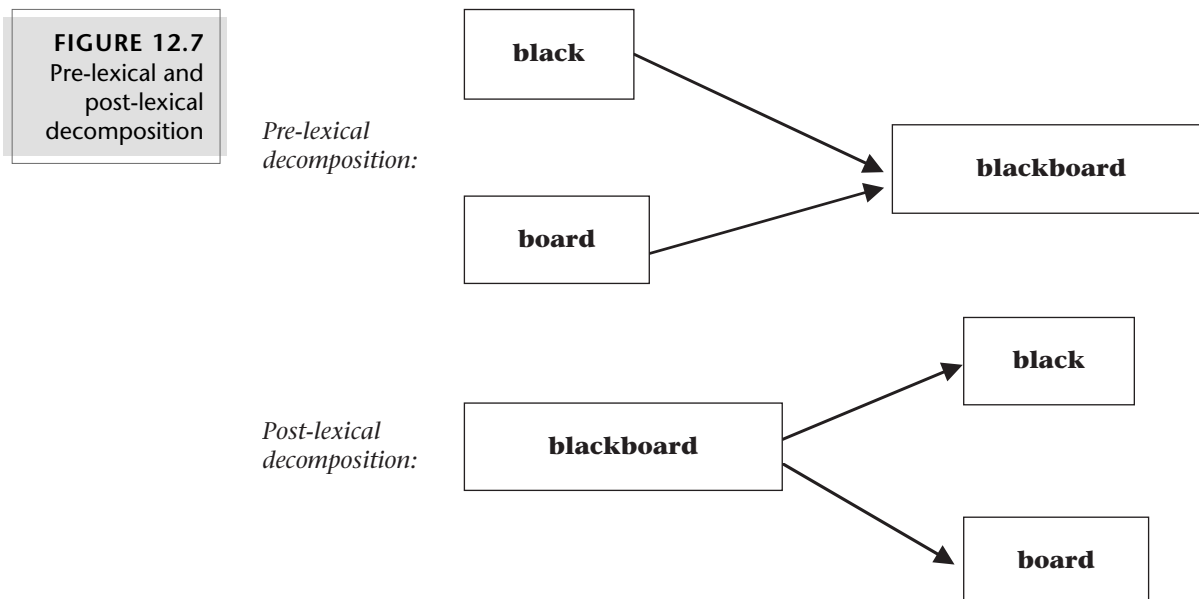 FIGURE 12.7
Pre-lexical and
post-lexical
decomposition
black
Pre-lexical
decomposition:
blackboard
board
black
Post-lexical
decomposition:
blackboard
board